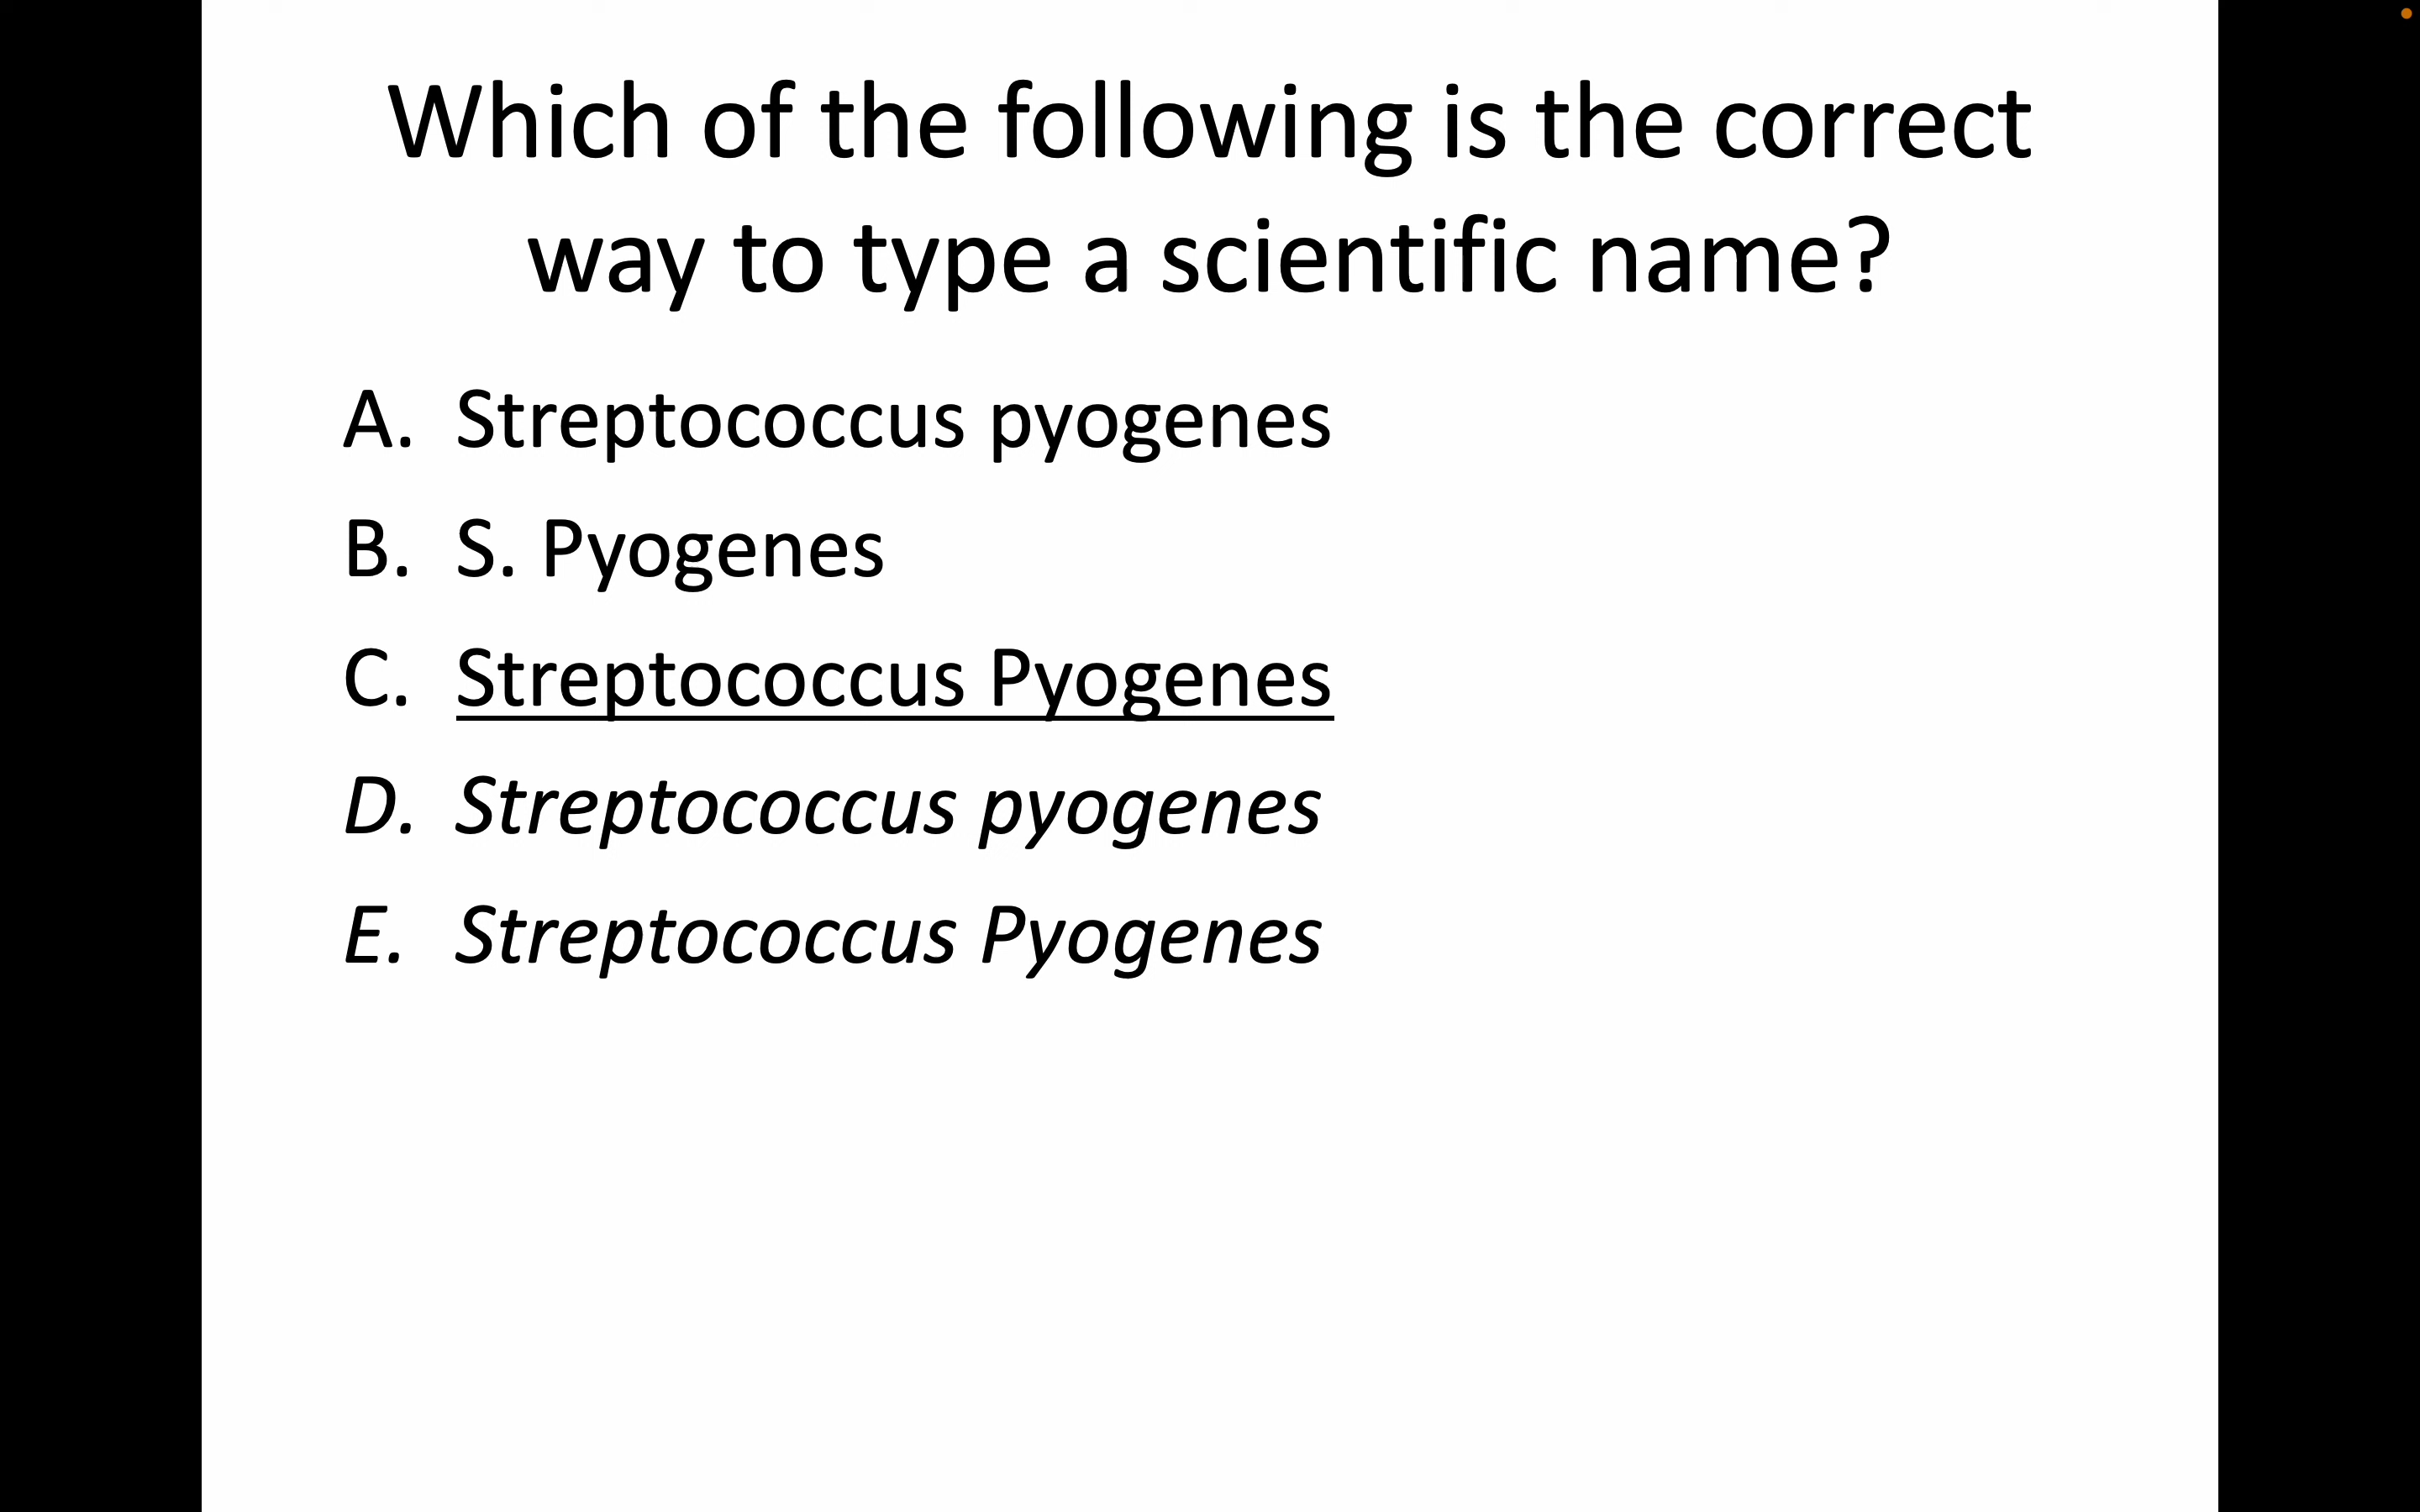 Which of the following is the correct
way to type a scientific name?
A. Streptococcus pyogenes
B. S. Pyogenes
C. Streptococcus Pyogenes
D. Streptococcus pyogenes
E. Streptococcus Pyogenes